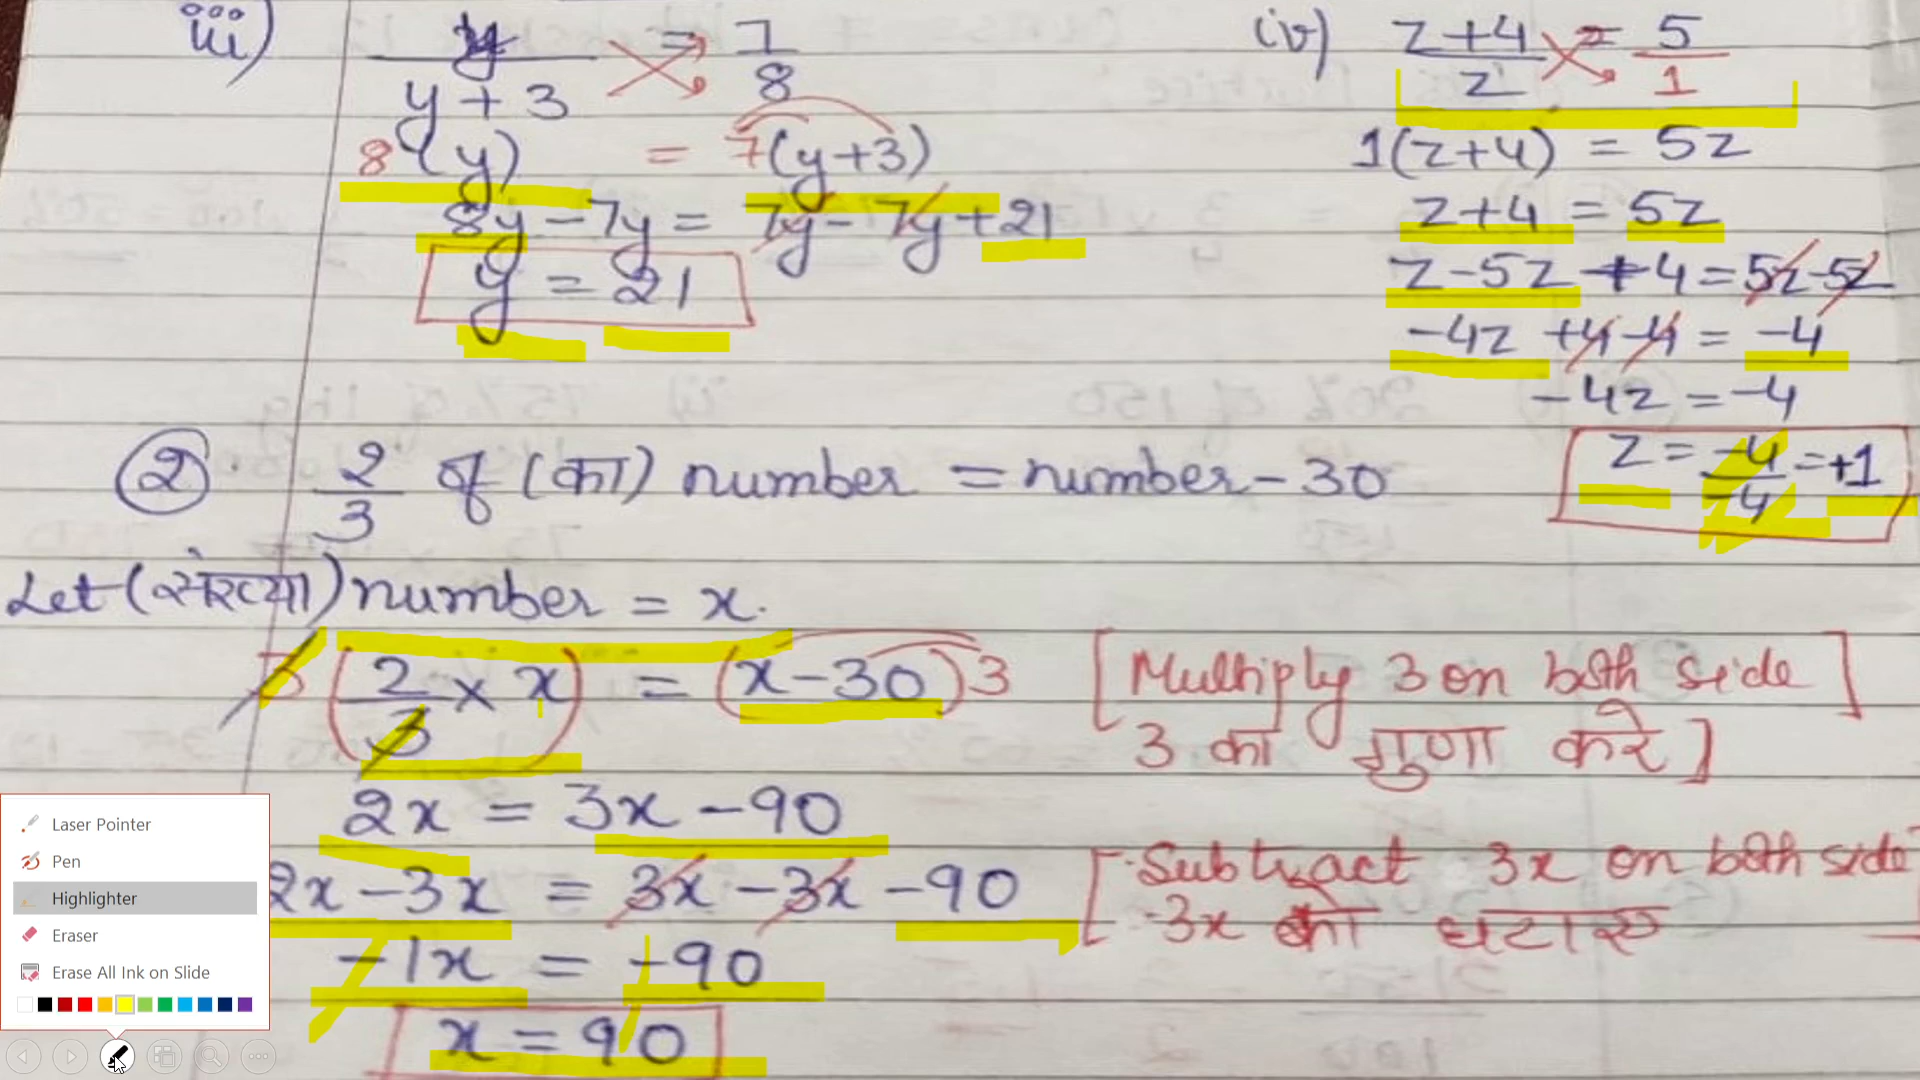 iii)
y = 7
y + 3 8
8 (y) = 7(y+3)
8y - 7y = 7y - 7y + 21
y = 21
(iv) z + 4 = 5
z 1
1(z+4) = 5z
z + 4 = 5z
z - 5z + 4 = 5z - 5z
-4z + 4 - 4 = -4
-4z = -4
z = -4 = +1
-4
② 2 of (का) number = number - 30
3
Let (संख्या) number = x.
3 (2 × x) = (x - 30) 3 [Multiply 3 on both side]
3
3 का गुणा करे ]
2x = 3x - 90
2x - 3x = 3x - 3x - 90 [Subtract 3x on both side
-3x को घटाए
-1x = -90
x = 90
Laser Pointer
Pen
Highlighter
Eraser
Erase All Ink on Slide